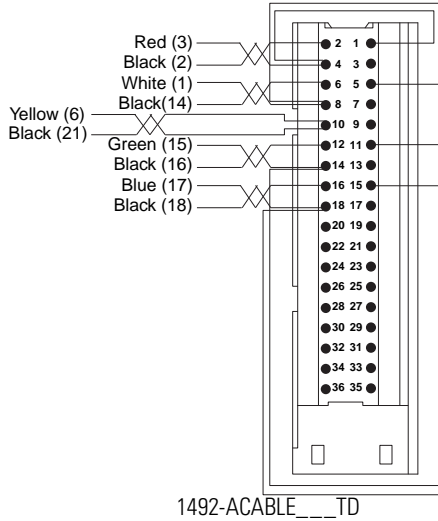 Red (3)
Black (2)
White (1)
Black(14)
Yellow (6)
Black (21)
Green (15)
Black (16)
Blue (17)
Black (18)
2 1
4 3
6 5
8 7
10 9
12 11
14 13
16 15
18 17
20 19
22 21
24 23
26 25
28 27
30 29
32 31
34 33
36 35
1492-ACABLE___TD